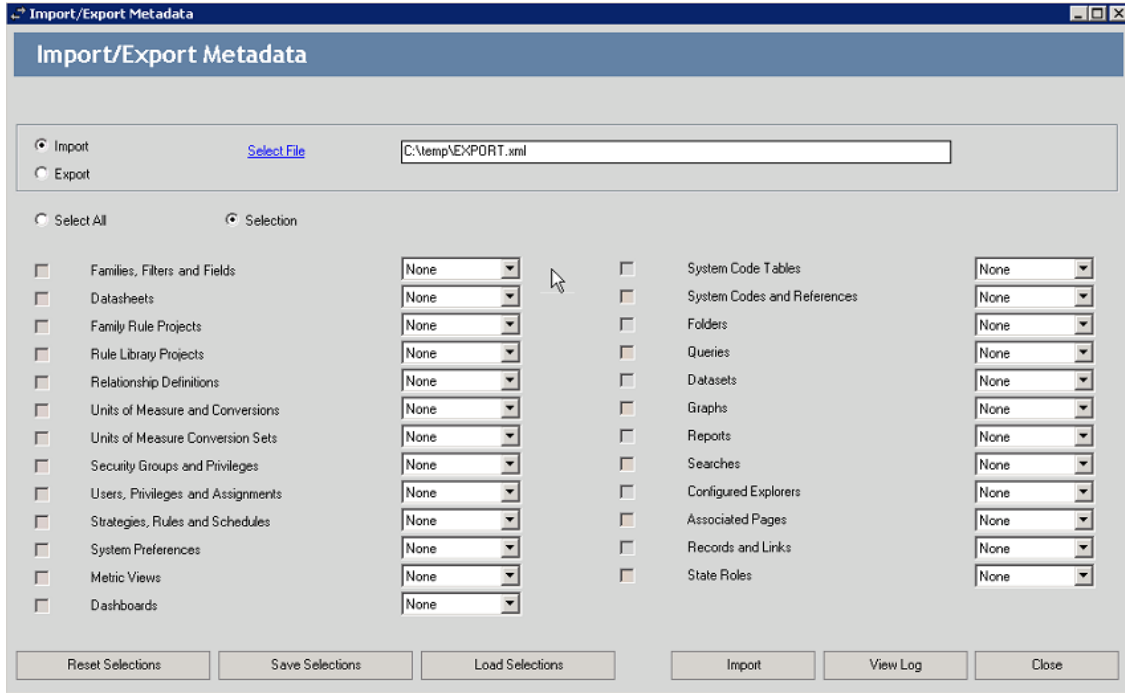 Import/Export Metadata
Import/Export Metadata
Import
Select File
C:\temp\EXPORT.xml
Export
Select All
Selection
Families, Filters and Fields None System Code Tables None
Datasheets None System Codes and References None
Family Rule Projects None Folders None
Rule Library Projects None Queries None
Relationship Definitions None Datasets None
Units of Measure and Conversions None Graphs None
Units of Measure Conversion Sets None Reports None
Security Groups and Privileges None Searches None
Users, Privileges and Assignments None Configured Explorers None
Strategies, Rules and Schedules None Associated Pages None
System Preferences None Records and Links None
Metric Views None State Roles None
Dashboards None
Reset Selections Save Selections Load Selections Import View Log Close